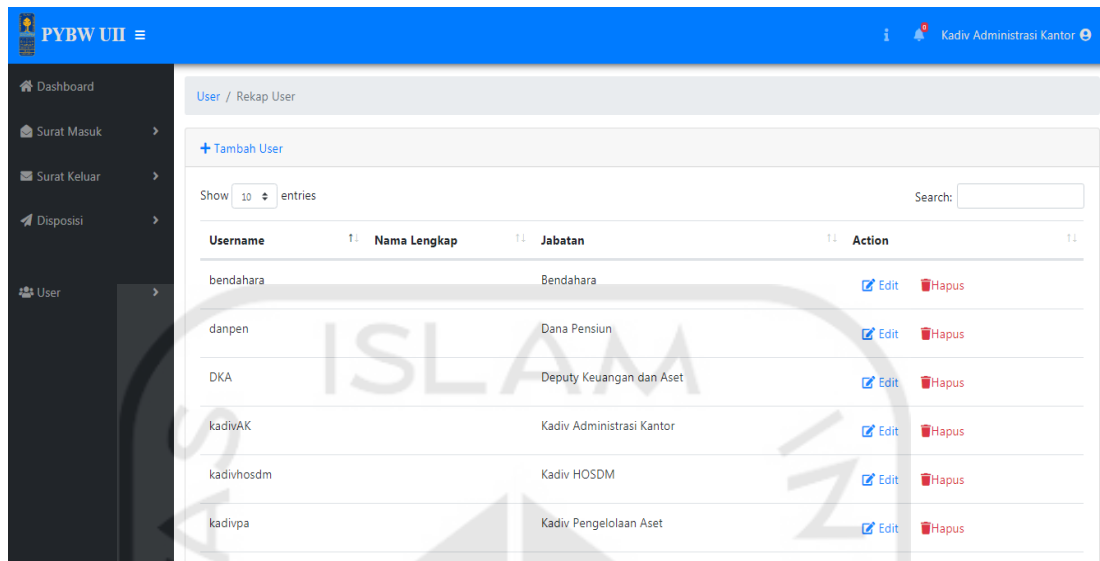 PYBW UII
Kadiv Administrasi Kantor
Dashboard
Surat Masuk
Surat Keluar
Disposisi
User
User / Rekap User
Tambah User
Show 10 entries
Search:
Username Nama Lengkap Jabatan Action
bendahara Bendahara Edit Hapus
danpen Dana Pensiun Edit Hapus
DKA Deputy Keuangan dan Aset Edit Hapus
kadivAK Kadiv Administrasi Kantor Edit Hapus
kadivhosdm Kadiv HOSDM Edit Hapus
kadivpa Kadiv Pengelolaan Aset Edit Hapus
ISLAM